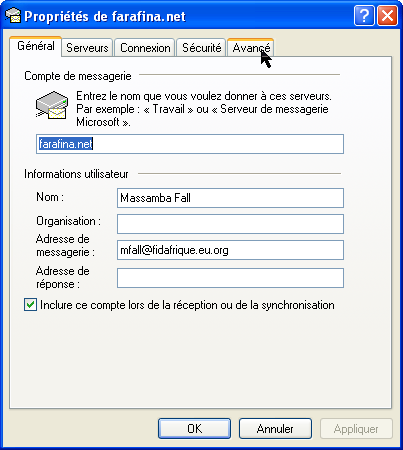 Propriétés de farafina.net
Général Serveurs Connexion Sécurité Avancé
Compte de messagerie
Entrez le nom que vous voulez donner à ces serveurs.
Par exemple : « Travail » ou « Serveur de messagerie
Microsoft ».
farafina.net
Informations utilisateur
Nom : Massamba Fall
Organisation :
Adresse de
messagerie : mfall@fidafrique.eu.org
Adresse de
réponse :
Inclure ce compte lors de la réception ou de la synchronisation
OK Annuler Appliquer